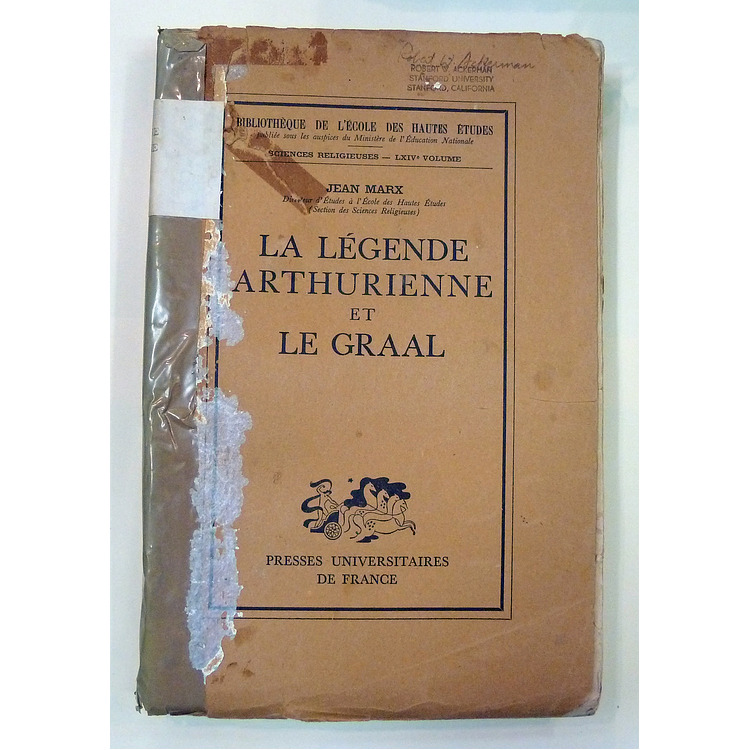 Robert W. Ackerman
ROBERT W. ACKERMAN
STANFORD UNIVERSITY
STANFORD, CALIFORNIA
BIBLIOTHÈQUE DE L'ÉCOLE DES HAUTES ÉTUDES
publiée sous les auspices du Ministère de l'Éducation Nationale
SCIENCES RELIGIEUSES — LXIVᵉ VOLUME
JEAN MARX
Directeur d'Études à l'École des Hautes Études
(Section des Sciences Religieuses)
LA LÉGENDE
ARTHURIENNE
ET
LE GRAAL
PRESSES UNIVERSITAIRES
DE FRANCE